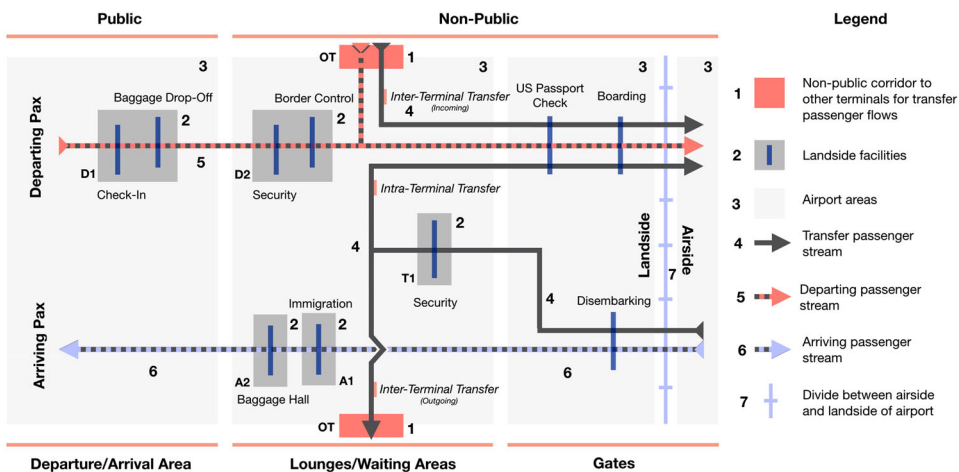 Public
Non-Public
Legend
OT
1
3
3
3
3
Baggage Drop-Off
2
Border Control
2
Inter-Terminal Transfer
(Incoming)
4
US Passport
Check
Boarding
Departing Pax
5
D1
Check-In
D2
Security
Intra-Terminal Transfer
4
2
T1
Security
4
Landside
Airside
7
Disembarking
Arriving Pax
Immigration
2
2
6
6
A2
A1
Baggage Hall
Inter-Terminal Transfer
(Outgoing)
OT
1
Departure/Arrival Area
Lounges/Waiting Areas
Gates
1
Non-public corridor to
other terminals for transfer
passenger flows
2
Landside facilities
3
Airport areas
4
Transfer passenger
stream
5
Departing passenger
stream
6
Arriving passenger
stream
7
Divide between airside
and landside of airport